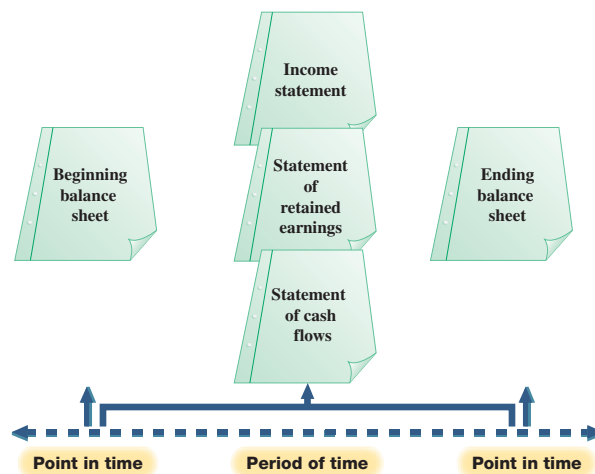 Income
statement
Beginning
balance
sheet
Statement
of
retained
earnings
Ending
balance
sheet
Statement
of cash
flows
Point in time
Period of time
Point in time